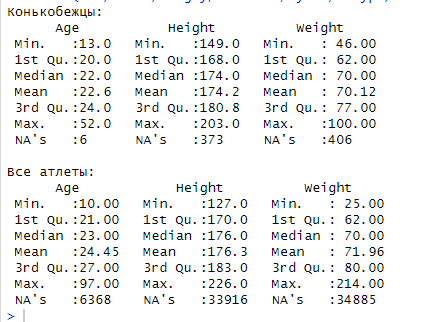 Конькобежцы:
Age Height Weight
Min. :13.0 Min. :149.0 Min. : 46.00
1st Qu.:20.0 1st Qu.:168.0 1st Qu.: 62.00
Median :22.0 Median :174.0 Median : 70.00
Mean :22.6 Mean :174.2 Mean : 70.12
3rd Qu.:24.0 3rd Qu.:180.8 3rd Qu.: 77.00
Max. :52.0 Max. :203.0 Max. :100.00
NA's :6 NA's :373 NA's :406
Все атлеты:
Age Height Weight
Min. :10.00 Min. :127.0 Min. : 25.00
1st Qu.:21.00 1st Qu.:170.0 1st Qu.: 62.00
Median :23.00 Median :176.0 Median : 70.00
Mean :24.45 Mean :176.3 Mean : 71.96
3rd Qu.:27.00 3rd Qu.:183.0 3rd Qu.: 80.00
Max. :97.00 Max. :226.0 Max. :214.00
NA's :6368 NA's :33916 NA's :34885
>